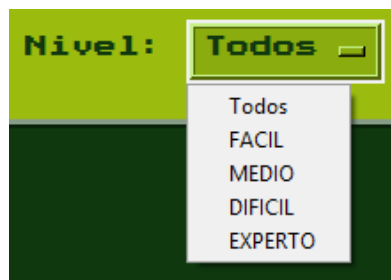 Nivel: Todos
Todos
FACIL
MEDIO
DIFICIL
EXPERTO